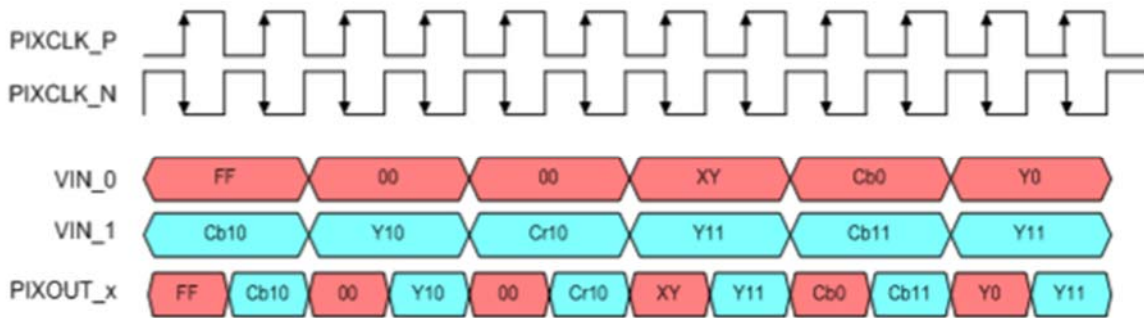 PIXCLK_P
PIXCLK_N
VIN_0 FF 00 00 XY Cb0 Y0
VIN_1 Cb10 Y10 Cr10 Y11 Cb11 Y11
PIXOUT_x FF Cb10 00 Y10 00 Cr10 XY Y11 Cb0 Cb11 Y0 Y11